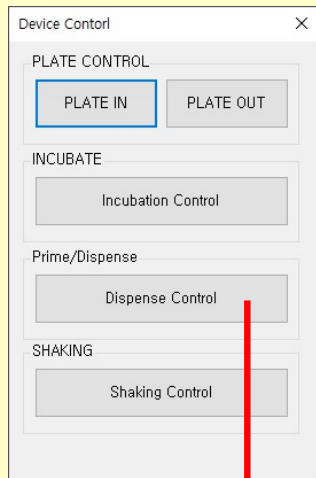 Device Contorl
PLATE CONTROL
PLATE IN PLATE OUT
INCUBATE
Incubation Control
Prime/Dispense
Dispense Control
SHAKING
Shaking Control